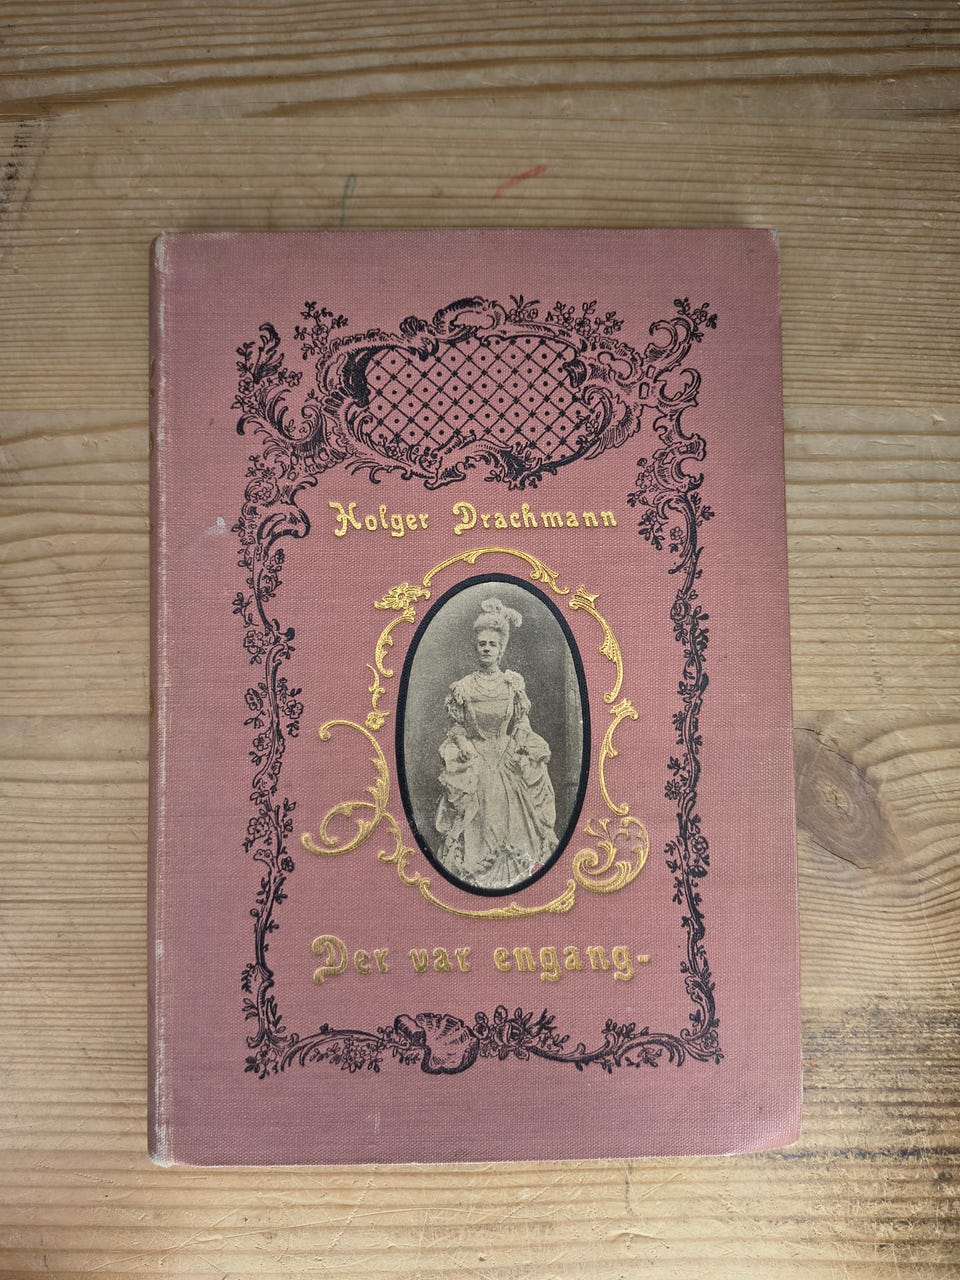 Holger Drachmann
Der var engang-